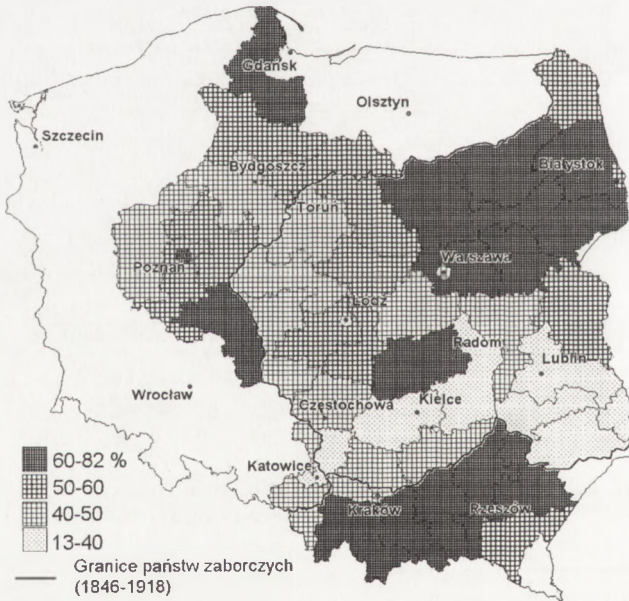 Gdańsk
Olsztyn
Szczecin
Białystok
Bydgoszcz
Toruń
Poznań
Warszawa
Łódź
Radom
Lublin
Wrocław
Częstochowa
Kielce
Katowice
Kraków
Rzeszów
60-82 %
50-60
40-50
13-40
Granice państw zaborczych
(1846-1918)